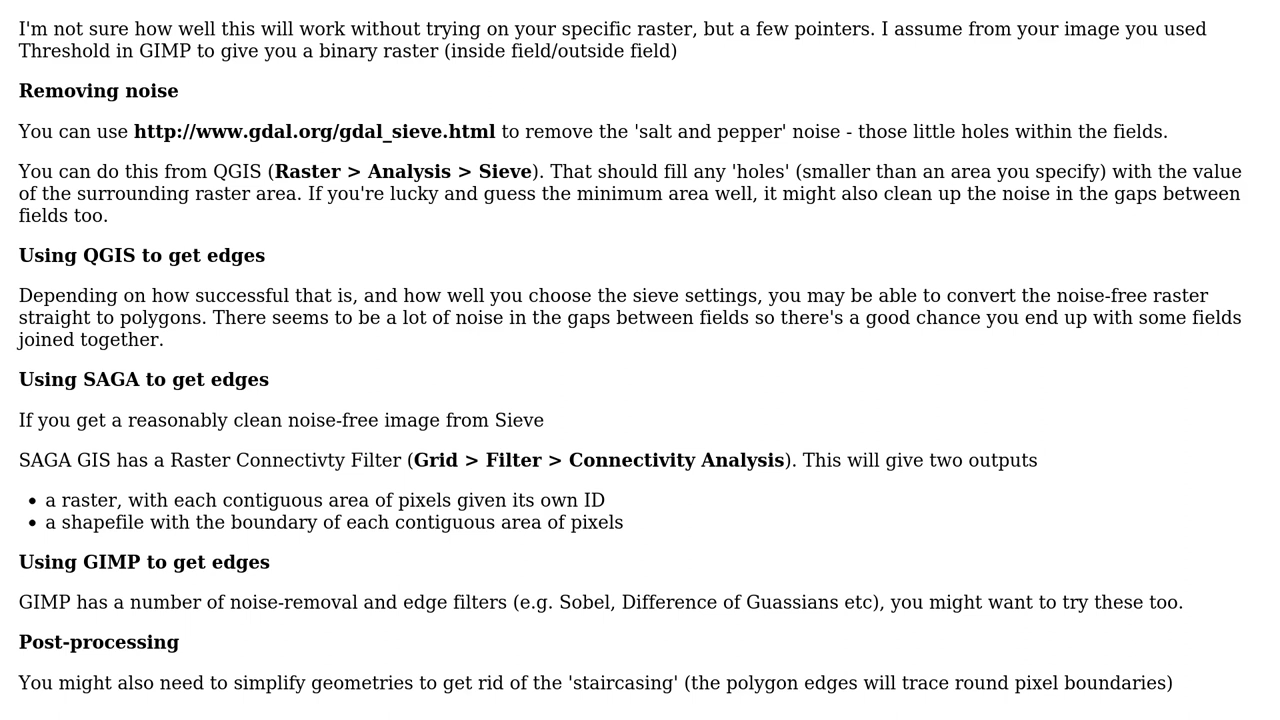 I'm not sure how well this will work without trying on your specific raster, but a few pointers. I assume from your image you used
Threshold in GIMP to give you a binary raster (inside field/outside field)
Removing noise
You can use http://www.gdal.org/gdal_sieve.html to remove the 'salt and pepper' noise - those little holes within the fields.
You can do this from QGIS (Raster > Analysis > Sieve). That should fill any 'holes' (smaller than an area you specify) with the value
of the surrounding raster area. If you're lucky and guess the minimum area well, it might also clean up the noise in the gaps between
fields too.
Using QGIS to get edges
Depending on how successful that is, and how well you choose the sieve settings, you may be able to convert the noise-free raster
straight to polygons. There seems to be a lot of noise in the gaps between fields so there's a good chance you end up with some fields
joined together.
Using SAGA to get edges
If you get a reasonably clean noise-free image from Sieve
SAGA GIS has a Raster Connectivty Filter (Grid > Filter > Connectivity Analysis). This will give two outputs
• a raster, with each contiguous area of pixels given its own ID
• a shapefile with the boundary of each contiguous area of pixels
Using GIMP to get edges
GIMP has a number of noise-removal and edge filters (e.g. Sobel, Difference of Guassians etc), you might want to try these too.
Post-processing
You might also need to simplify geometries to get rid of the 'staircasing' (the polygon edges will trace round pixel boundaries)